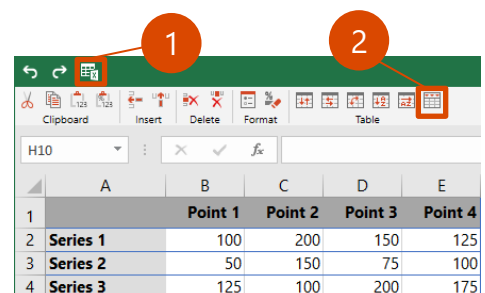 1
2
Clipboard Insert Delete Format Table
H10 fx
A B C D E
1 Point 1 Point 2 Point 3 Point 4
2 Series 1 100 200 150 125
3 Series 2 50 150 75 100
4 Series 3 125 100 200 175